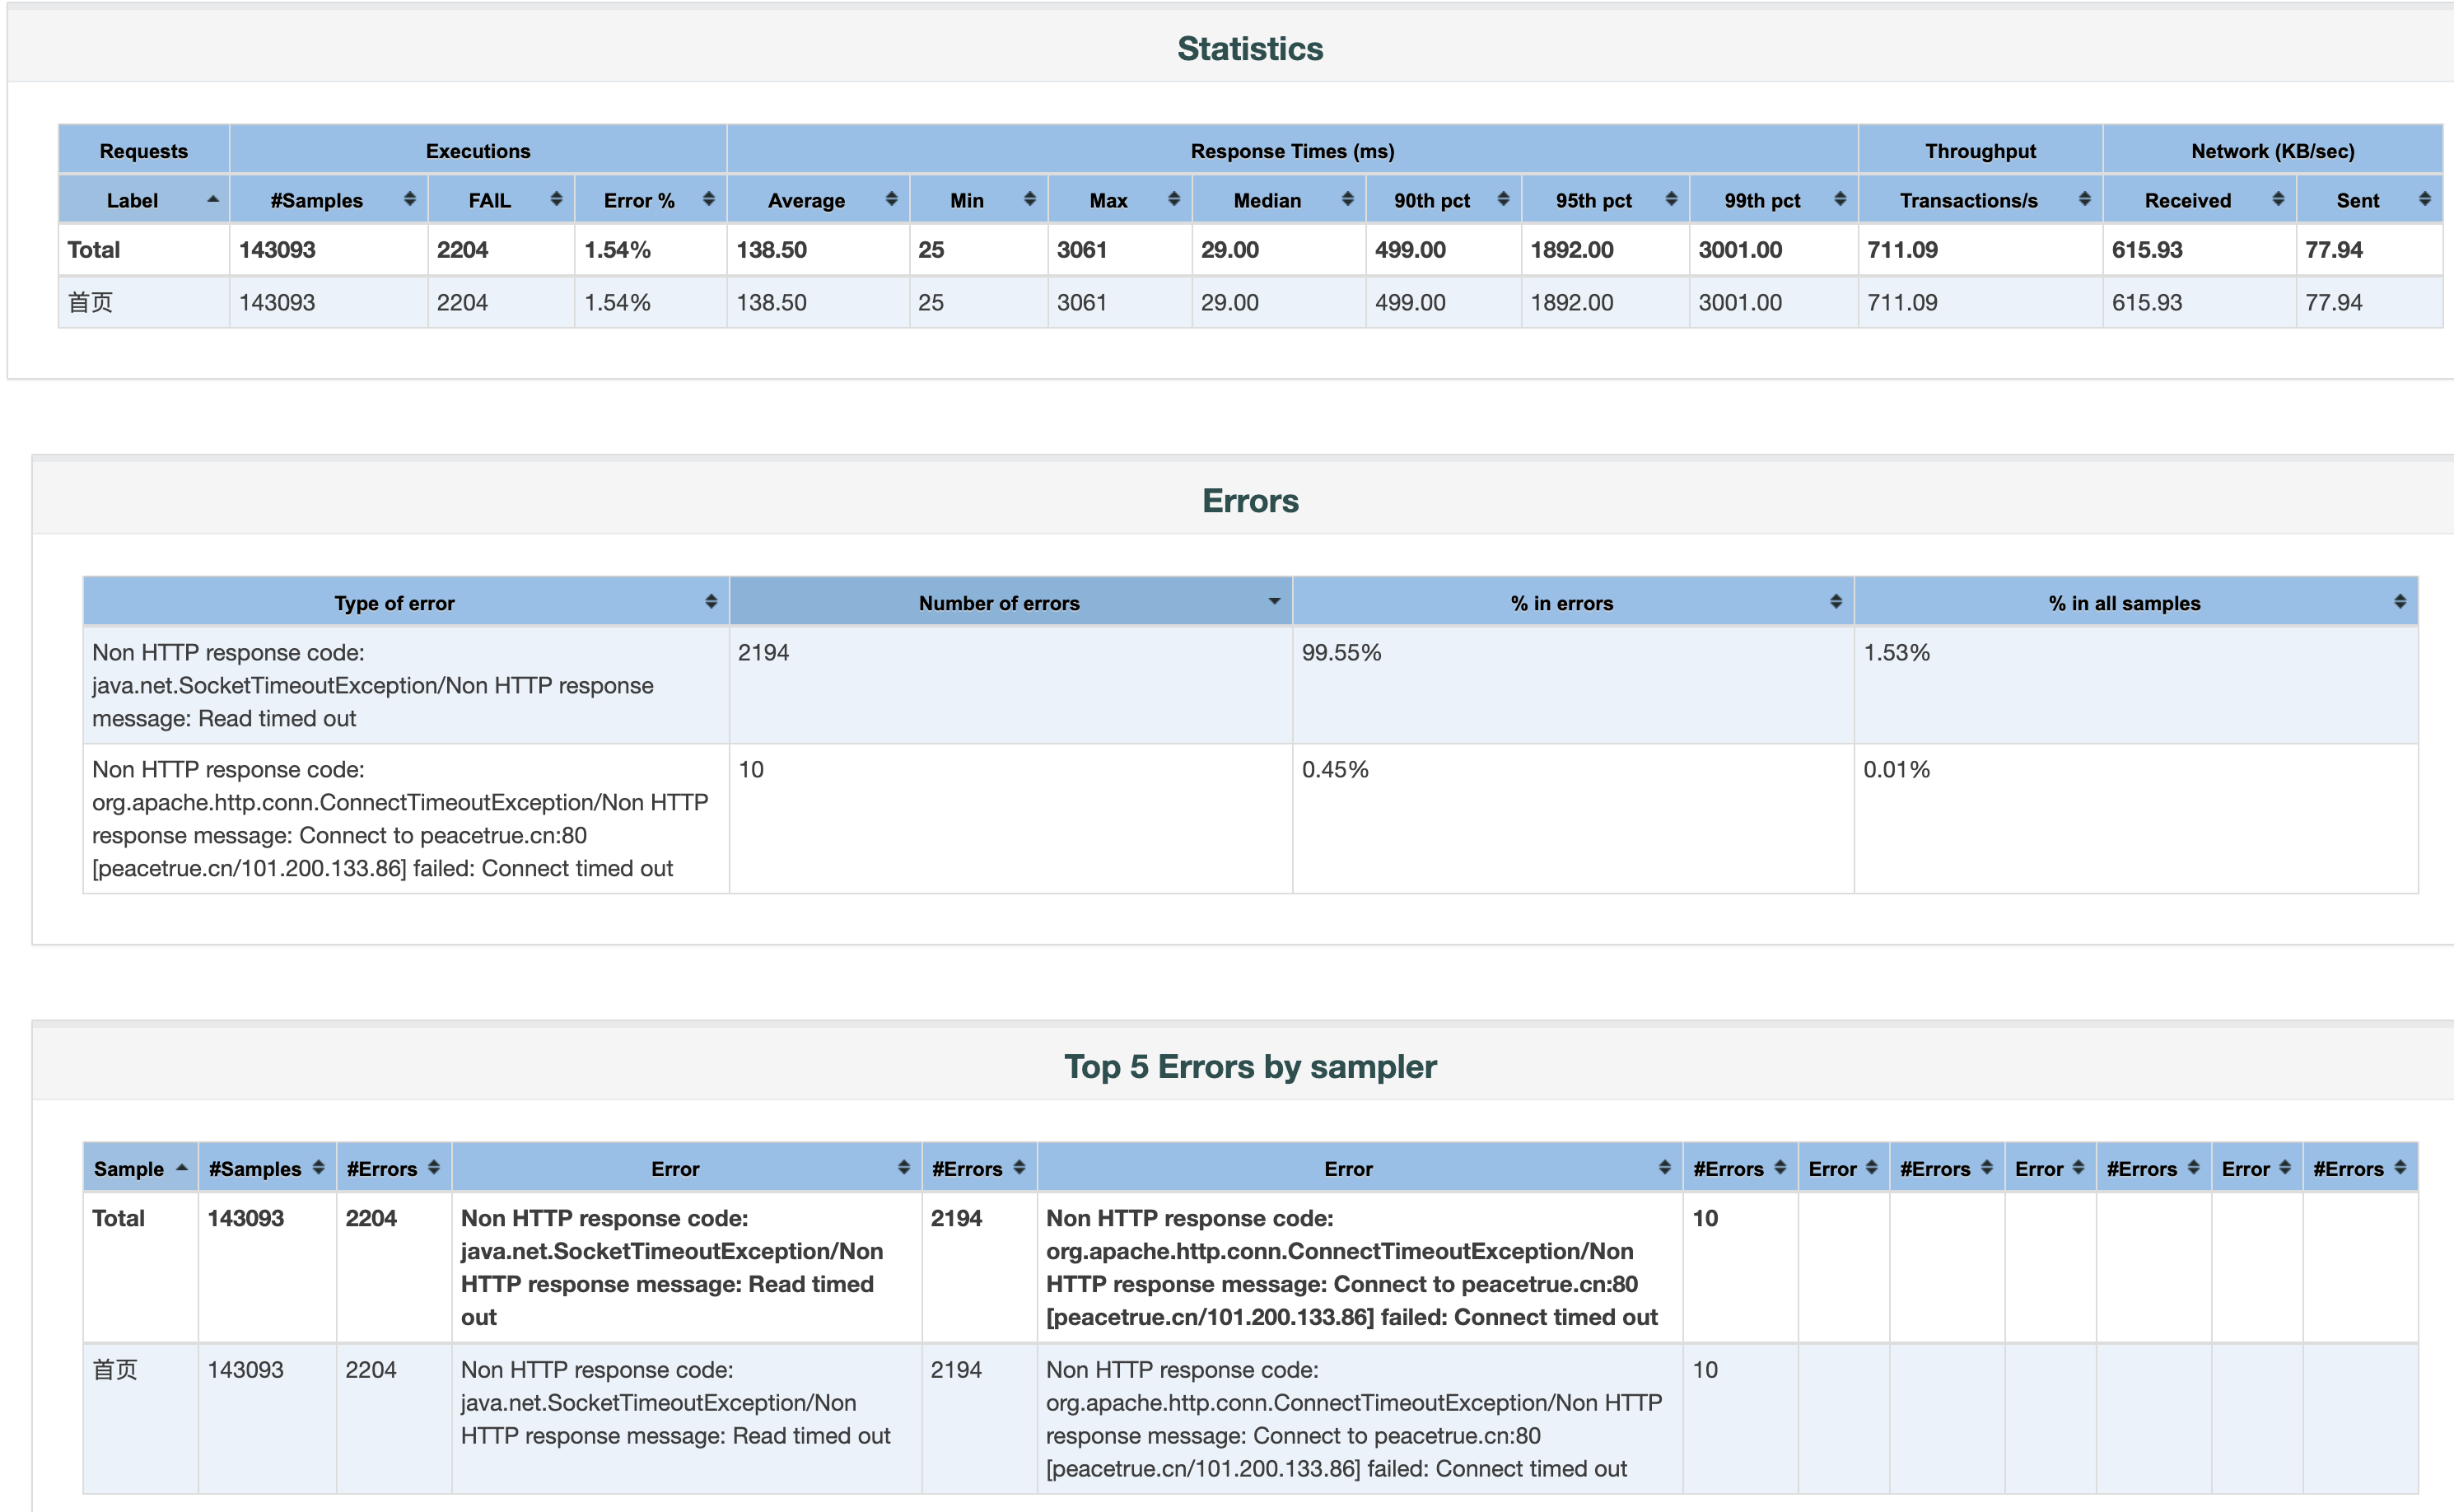 Statistics
Requests Executions Response Times (ms) Throughput Network (KB/sec)
Label #Samples FAIL Error % Average Min Max Median 90th pct 95th pct 99th pct Transactions/s Received Sent
Total 143093 2204 1.54% 138.50 25 3061 29.00 499.00 1892.00 3001.00 711.09 615.93 77.94
首页 143093 2204 1.54% 138.50 25 3061 29.00 499.00 1892.00 3001.00 711.09 615.93 77.94
Errors
Type of error Number of errors % in errors % in all samples
Non HTTP response code: 2194 99.55% 1.53%
java.net.SocketTimeoutException/Non HTTP response
message: Read timed out
Non HTTP response code: 10 0.45% 0.01%
org.apache.http.conn.ConnectTimeoutException/Non HTTP
response message: Connect to peacetrue.cn:80
[peacetrue.cn/101.200.133.86] failed: Connect timed out
Top 5 Errors by sampler
Sample #Samples #Errors Error #Errors Error #Errors Error #Errors Error #Errors Error #Errors
Total 143093 2204 Non HTTP response code: 2194 Non HTTP response code: 10
java.net.SocketTimeoutException/Non org.apache.http.conn.ConnectTimeoutException/Non
HTTP response message: Read timed HTTP response message: Connect to peacetrue.cn:80
out [peacetrue.cn/101.200.133.86] failed: Connect timed out
首页 143093 2204 Non HTTP response code: 2194 Non HTTP response code: 10
java.net.SocketTimeoutException/Non org.apache.http.conn.ConnectTimeoutException/Non HTTP
HTTP response message: Read timed out response message: Connect to peacetrue.cn:80
[peacetrue.cn/101.200.133.86] failed: Connect timed out